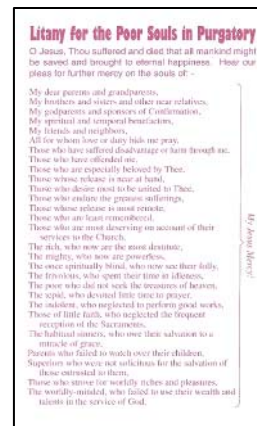 Litany for the Poor Souls in Purgatory
O Jesus, Thou suffered and died that all mankind might
be saved and brought to eternal happiness. Hear our
pleas for further mercy on the souls of: -
My dear parents and grandparents,
My brothers and sisters and other near relatives,
My godparents and sponsors of Confirmation,
My spiritual and temporal benefactors,
My friends and neighbors,
All for whom love or duty bids me pray,
Those who have suffered disadvantage or harm through me,
Those who have offended me,
Those who are especially beloved by Thee,
Those whose release is near at hand,
Those who desire most to be united to Thee,
Those who endure the greatest sufferings,
Those whose release is most remote,
Those who are least remembered,
Those who are most deserving on account of their
services to the Church,
The rich, who now are the most destitute,
The mighty, who now are powerless,
The once spiritually blind, who now see their folly,
The frivolous, who spent their time in idleness,
The poor who did not seek the treasures of heaven,
The tepid, who devoted little time to prayer,
The indolent, who neglected to perform good works,
Those of little faith, who neglected the frequent
reception of the Sacraments,
The habitual sinners, who owe their salvation to a
miracle of grace,
Parents who failed to watch over their children,
Superiors who were not solicitous for the salvation of
those entrusted to them,
Those who strove for worldly riches and pleasures,
The worldly-minded, who failed to use their wealth and
talents in the service of God,
My Jesus Mercy!